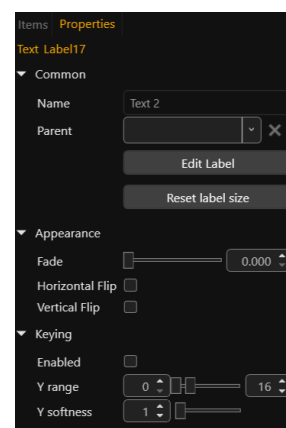 Items Properties
Text Label17
Common
Name Text 2
Parent
Edit Label
Reset label size
Appearance
Fade 0.000
Horizontal Flip
Vertical Flip
Keying
Enabled
Y range 0 16
Y softness 1